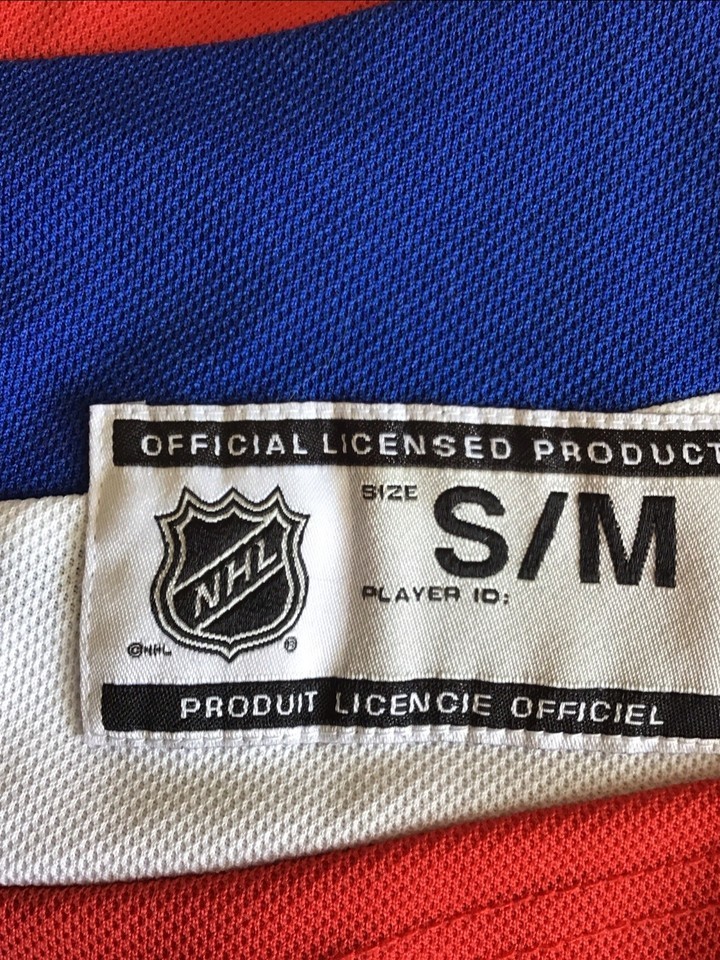 OFFICIAL LICENSED PRODUCT
SIZE S/M
NHL
PLAYER ID:
©NHL ®
PRODUIT LICENCIE OFFICIEL